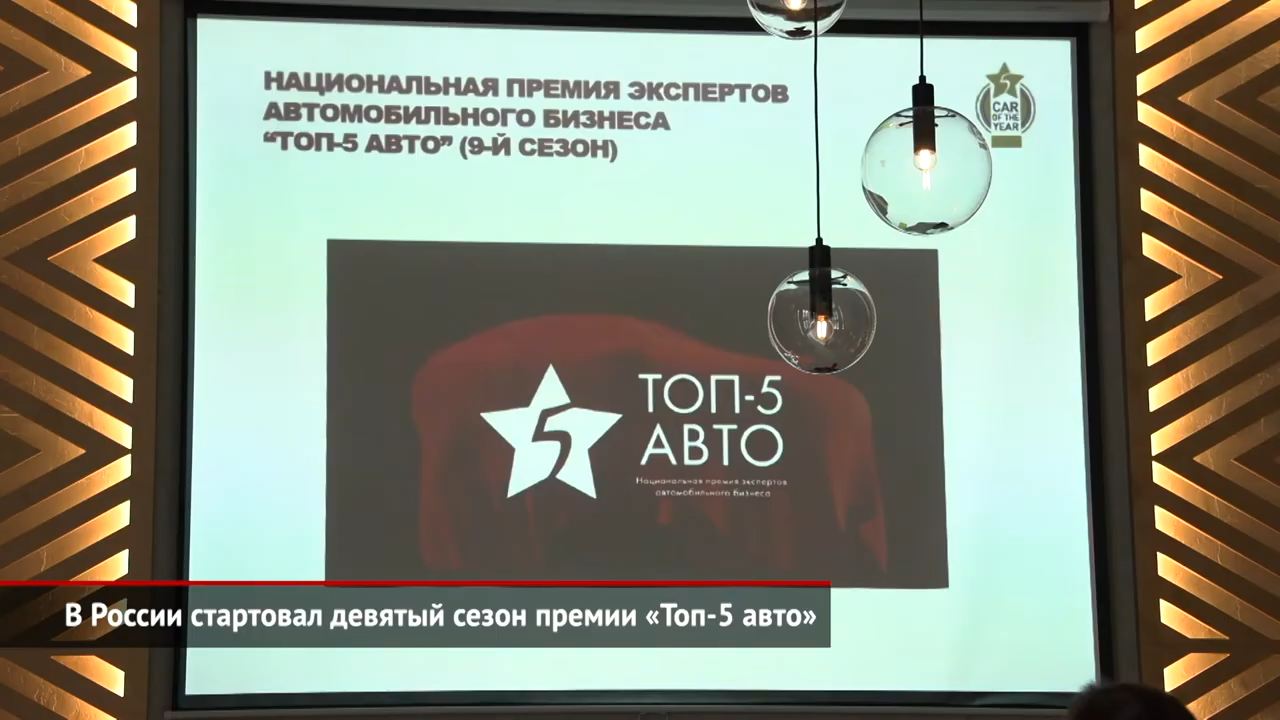 НАЦИОНАЛЬНАЯ ПРЕМИЯ ЭКСПЕРТОВ
АВТОМОБИЛЬНОГО БИЗНЕСА
“ТОП-5 АВТО” (9-Й СЕЗОН)
5
CAR
OF THE
YEAR
5
ТОП-5
АВТО
Национальная премия экспертов
автомобильного бизнеса
В России стартовал девятый сезон премии «Топ-5 авто»